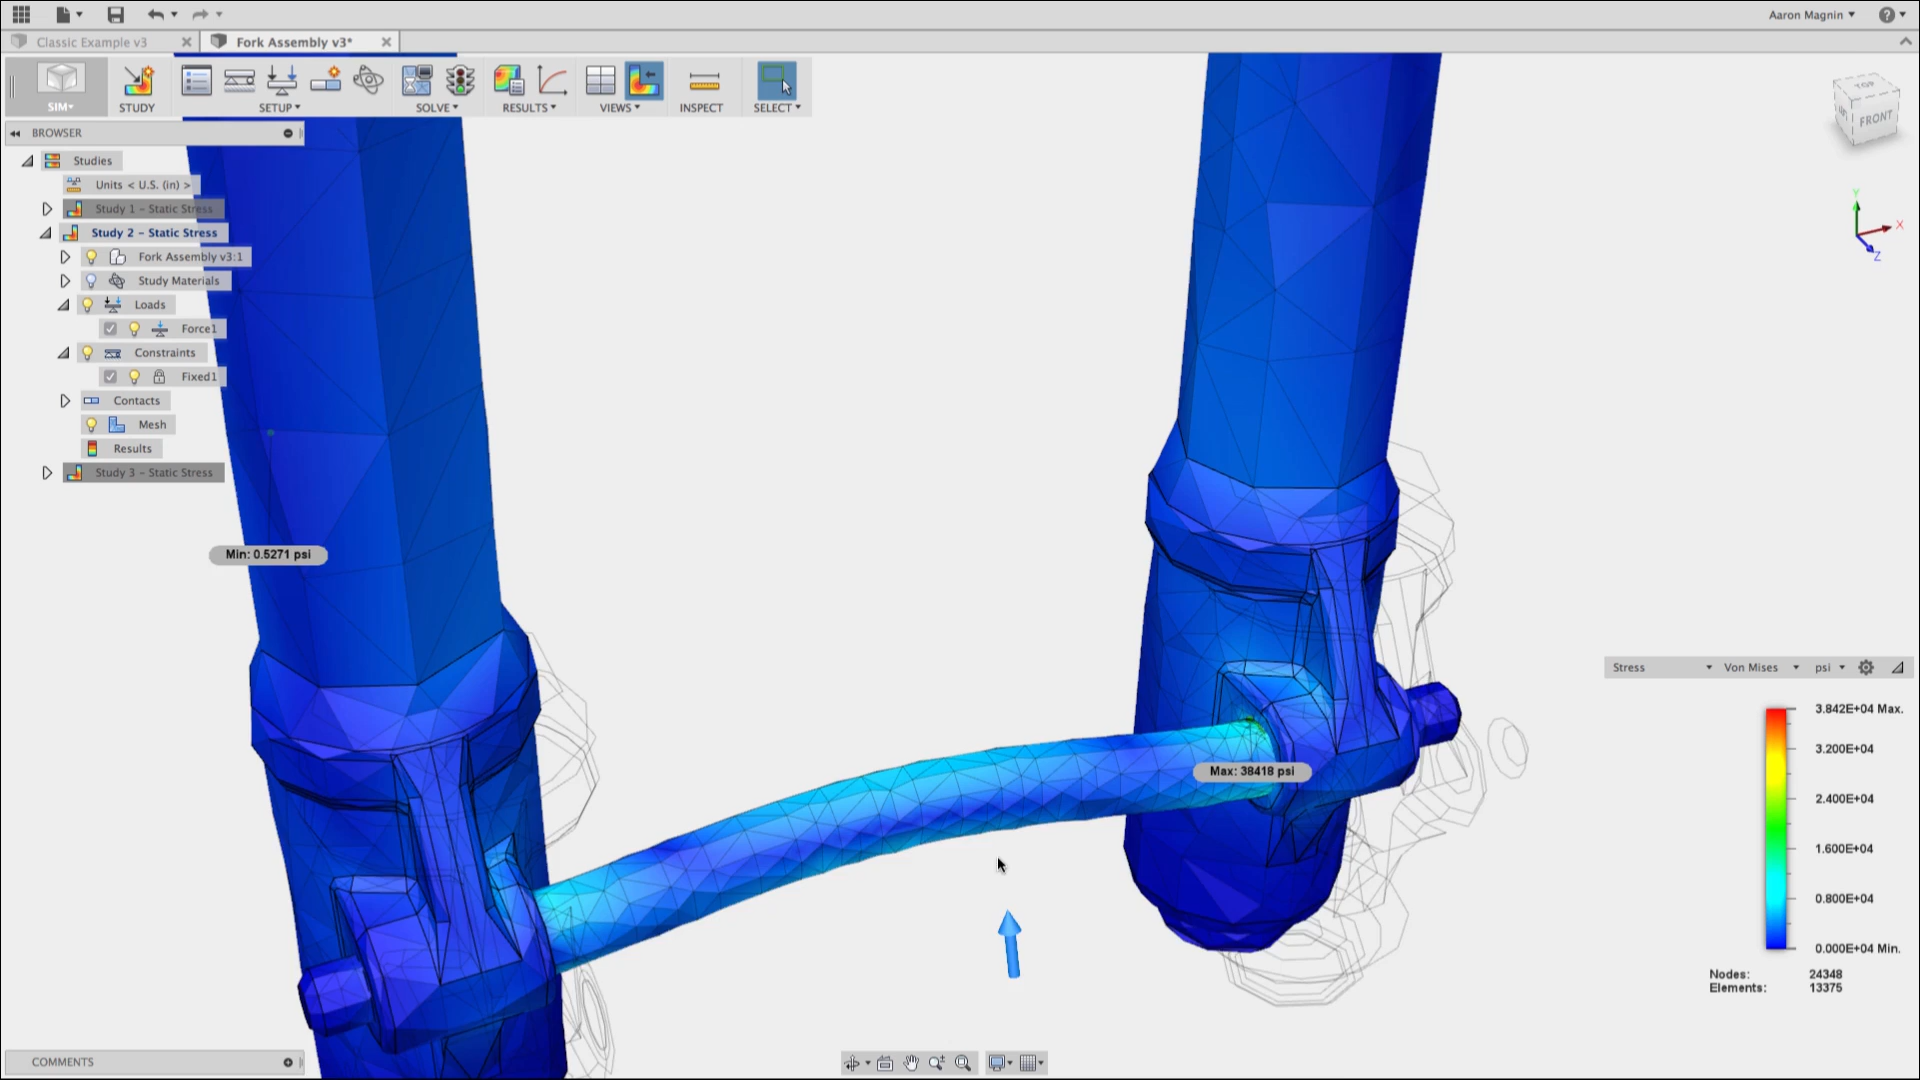 Aaron Magnin
Classic Example v3
Fork Assembly v3*
SIM
STUDY
SETUP
SOLVE
RESULTS
VIEWS
INSPECT
SELECT
TOP
FRONT
Y
X
Z
BROWSER
Studies
Units < U.S. (in) >
Study 1 - Static Stress
Study 2 - Static Stress
Fork Assembly v3:1
Study Materials
Loads
Force1
Constraints
Fixed1
Contacts
Mesh
Results
Study 3 - Static Stress
Min: 0.5271 psi
Max: 38418 psi
Stress Von Mises psi
3.842E+04 Max.
3.200E+04
2.400E+04
1.600E+04
0.800E+04
0.000E+04 Min.
Nodes: 24348
Elements: 13375
COMMENTS